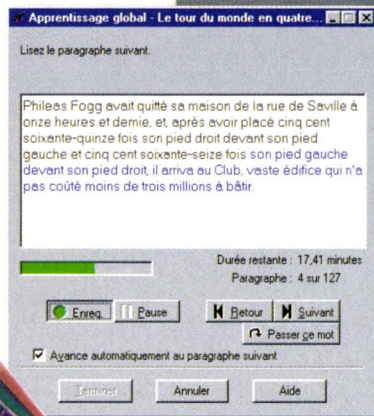 Apprentissage global - Le tour du monde en quatre...
Lisez le paragraphe suivant.
Phileas Fogg avait quitté sa maison de la rue de Saville à
onze heures et demie, et, après avoir placé cinq cent
soixante-quinze fois son pied droit devant son pied
gauche et cinq cent soixante-seize fois son pied gauche
devant son pied droit, il arriva au Club, vaste édifice qui n'a
pas coûté moins de trois millions à bâtir.
Durée restante : 17,41 minutes
Paragraphe : 4 sur 127
Enreg. Pause Retour Suivant
Passer ce mot
Avance automatiquement au paragraphe suivant
Terminer Annuler Aide